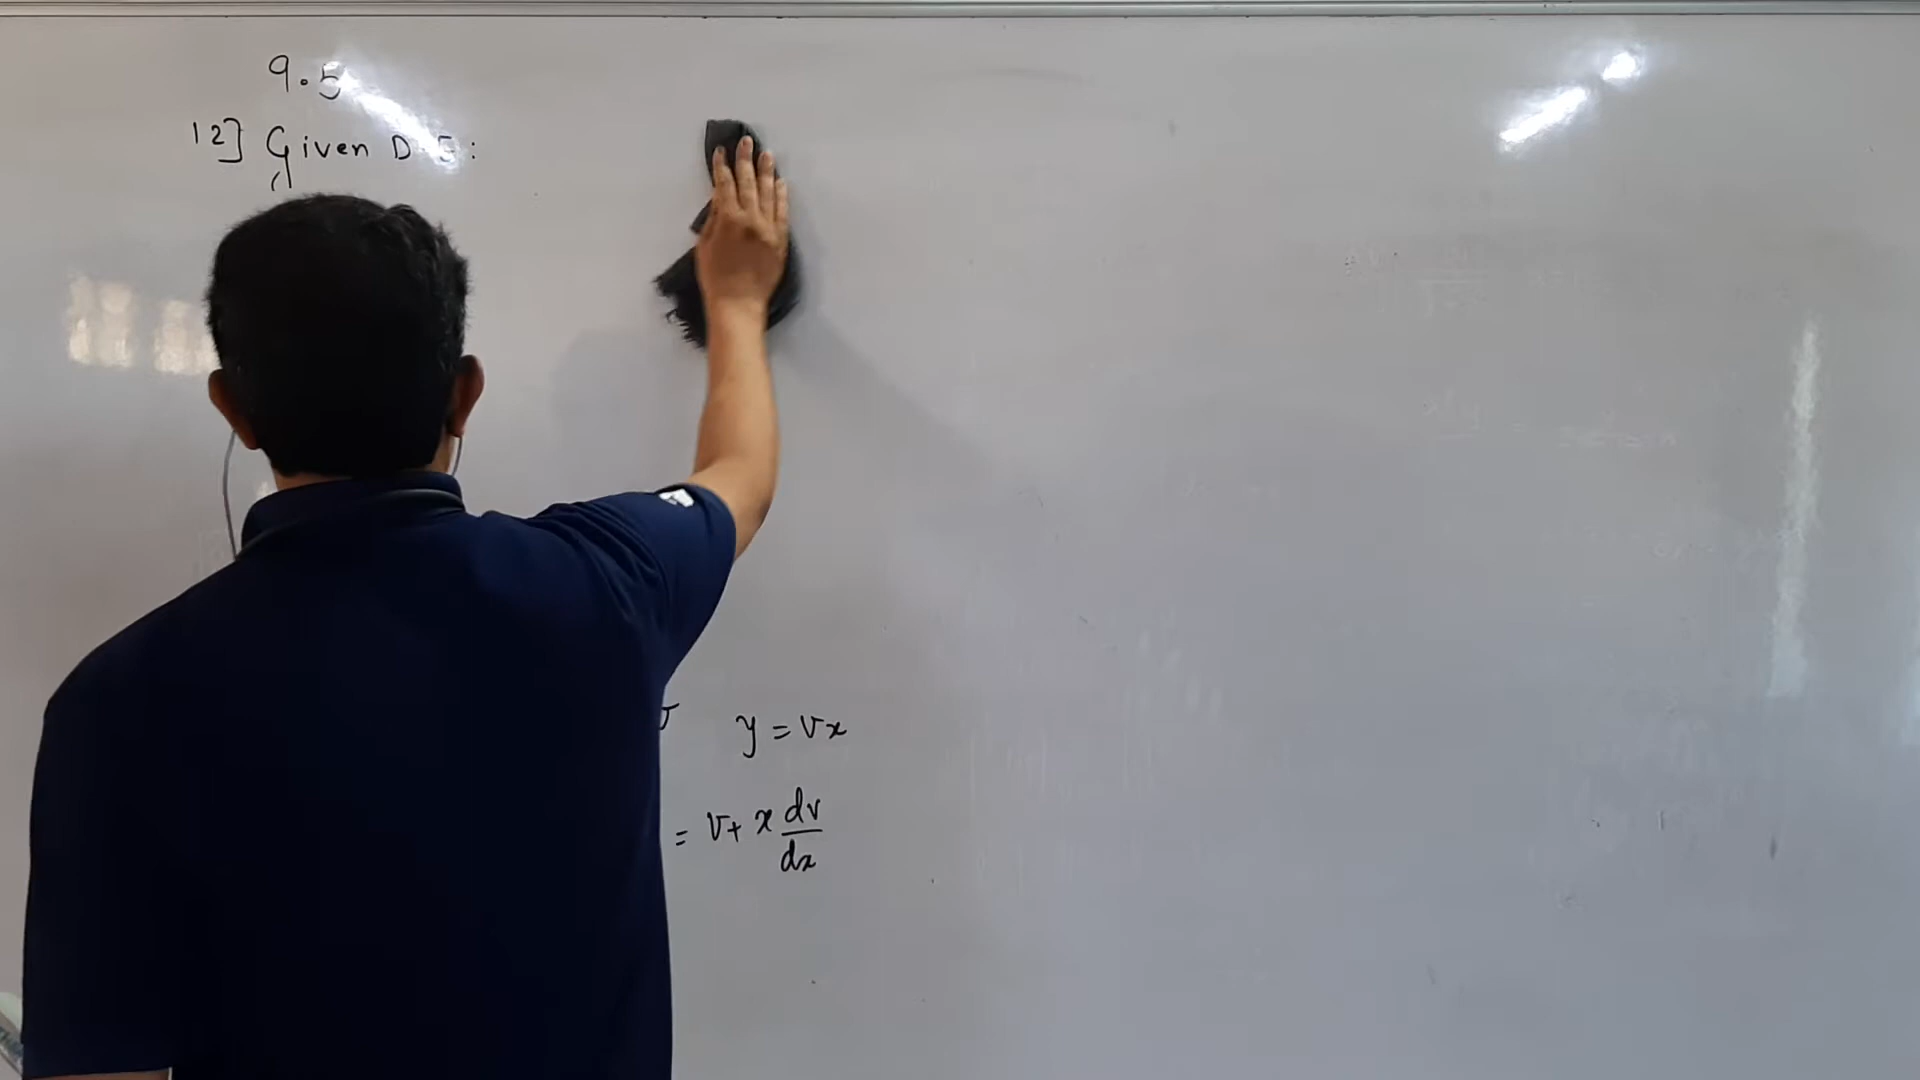 9.5
12] Given D.E:
y = vx
= v + x dv/dx